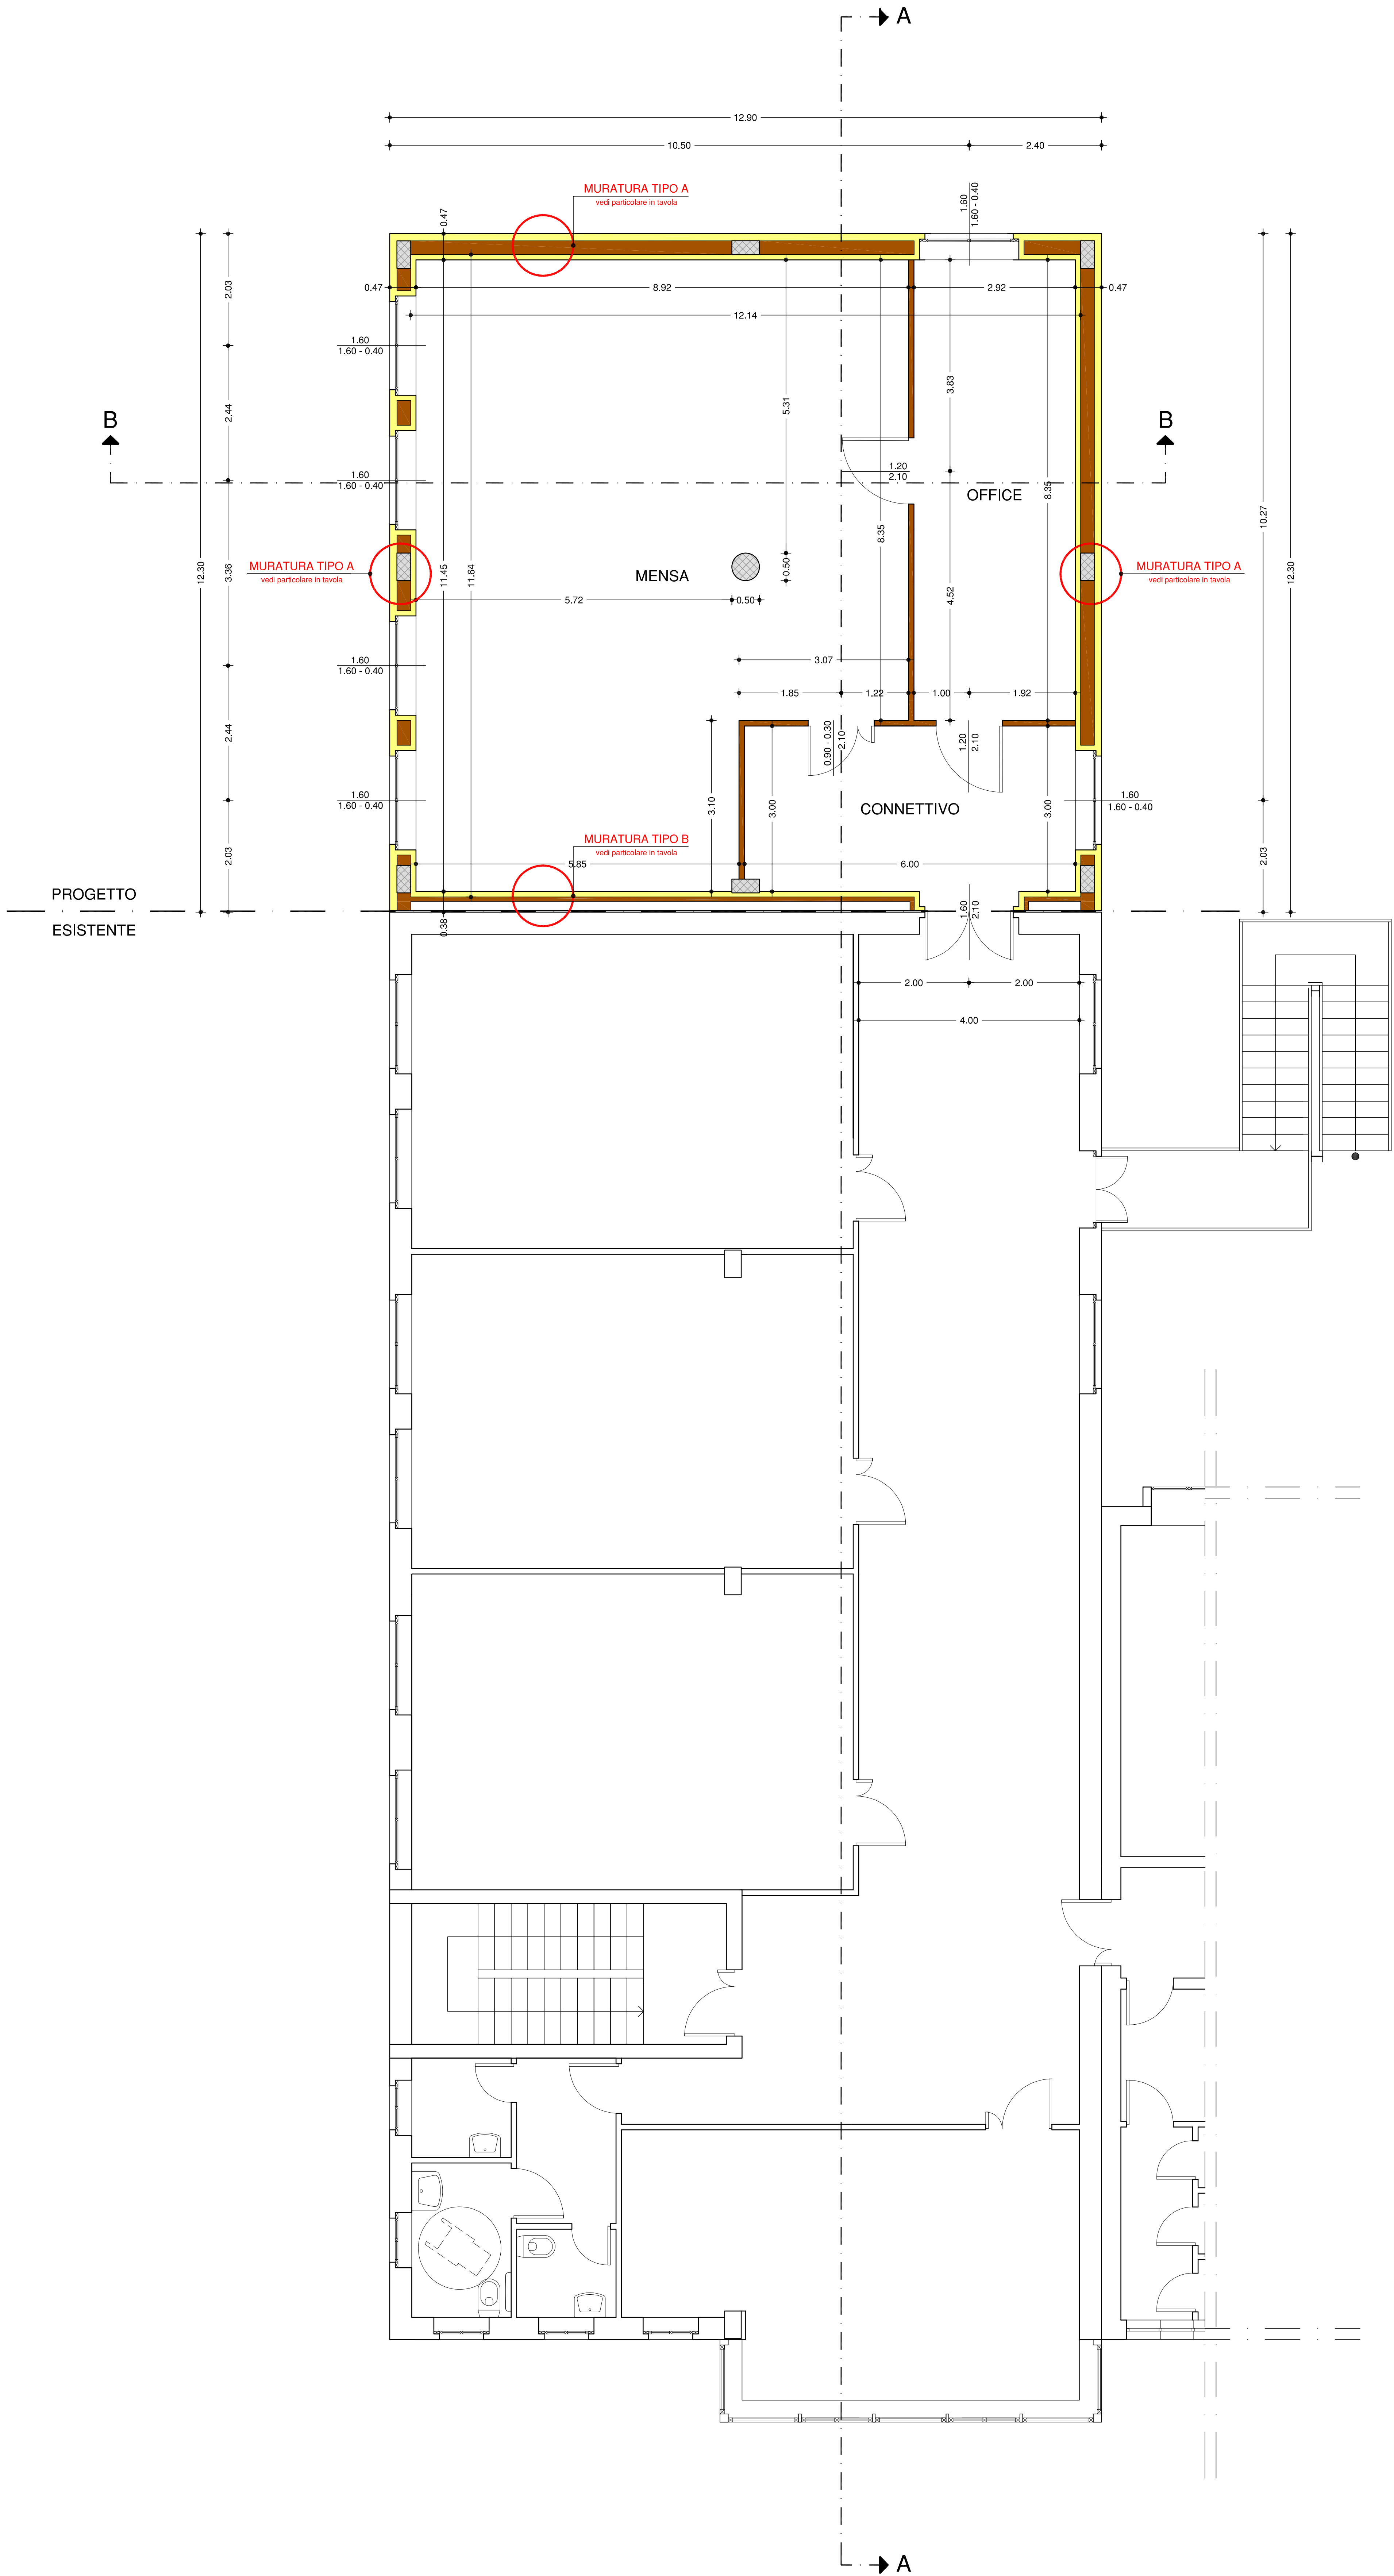 A
12.90
10.50
2.40
MURATURA TIPO A
vedi particolare in tavola
0.47
1.60
1.60 - 0.40
0.47
8.92
2.92
0.47
12.14
2.03
1.60
1.60 - 0.40
5.31
3.83
2.44
B
B
1.60
1.60 - 0.40
1.20
2.10
OFFICE
8.35
10.27
8.35
12.30
3.36
11.45
11.64
MURATURA TIPO A
vedi particolare in tavola
MENSA
0.50
MURATURA TIPO A
vedi particolare in tavola
12.30
5.72
0.50
4.52
3.07
1.60
1.60 - 0.40
1.85
1.22
1.00
1.92
2.44
0.90 - 0.30
2.10
1.20
2.10
1.60
1.60 - 0.40
3.10
3.00
CONNETTIVO
3.00
1.60
1.60 - 0.40
MURATURA TIPO B
vedi particolare in tavola
2.03
5.85
6.00
2.03
PROGETTO
ESISTENTE
0.38
1.60
2.10
2.00
2.00
4.00
A